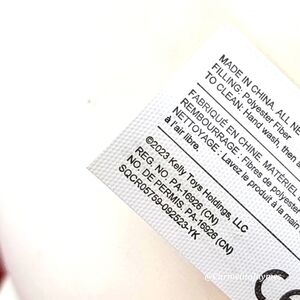 MADE IN CHINA. ALL NE
FILLING: Polyester Fiber
TO CLEAN: Hand wash, then a
FABRIQUÉ EN CHINE. MATÉRIEL
REMBOURRAGE: Fibres de polyester
NETTOYAGE: Lavez le produit à la main
à l'air libre.
©2023 Kelly Toys Holdings, LLC
REG. NO. PA-16926 (CN)
NO. DE PERMIS. PA-16926 (CN)
SQCR05759-092523-YK